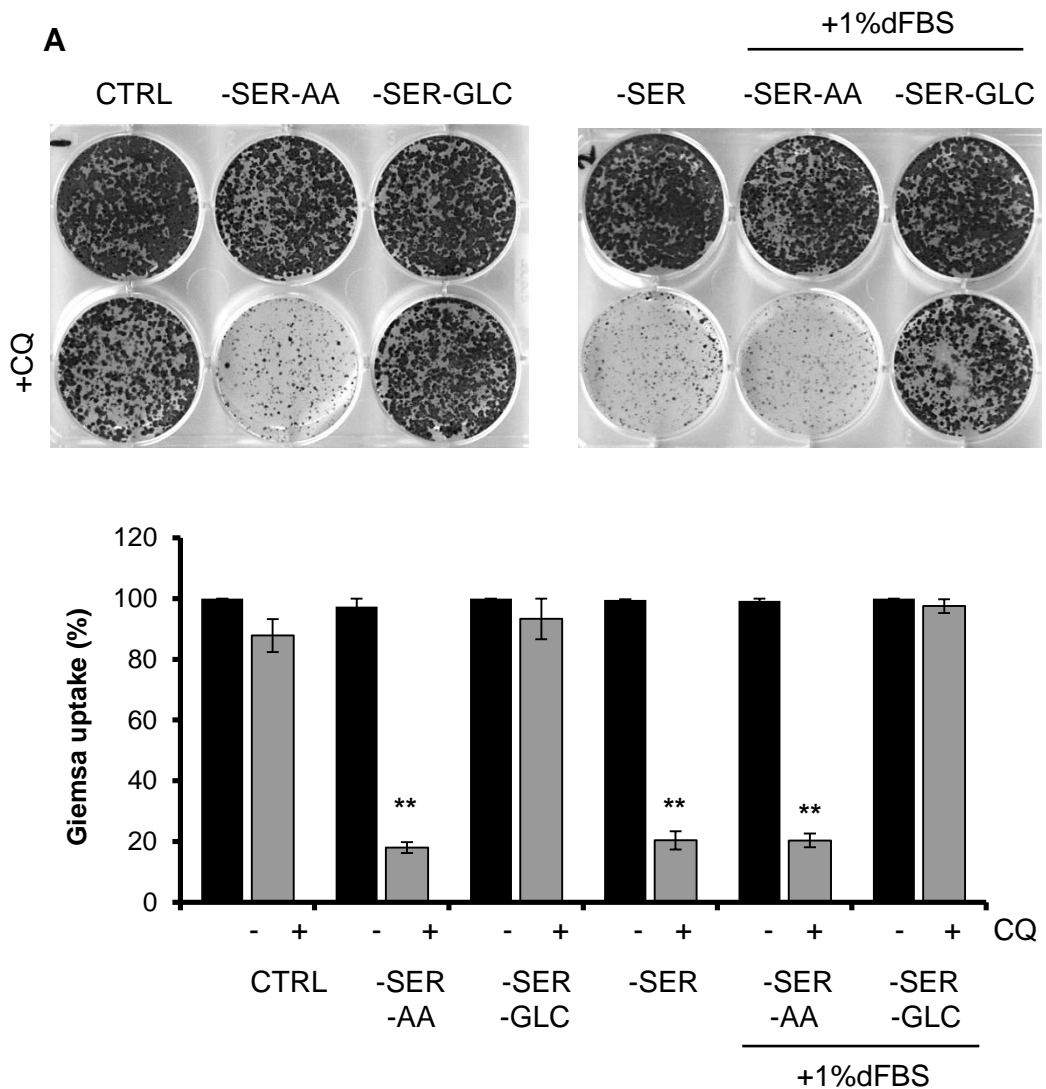 +1%dFBS
A
CTRL -SER-AA -SER-GLC -SER -SER-AA -SER-GLC
+CQ
120
100
80
60
40
20
0
Giemsa uptake (%)
** ** **
- + - + - + - + - + - + CQ
CTRL -SER -SER -SER -SER -SER
-AA -GLC -AA -GLC
+1%dFBS